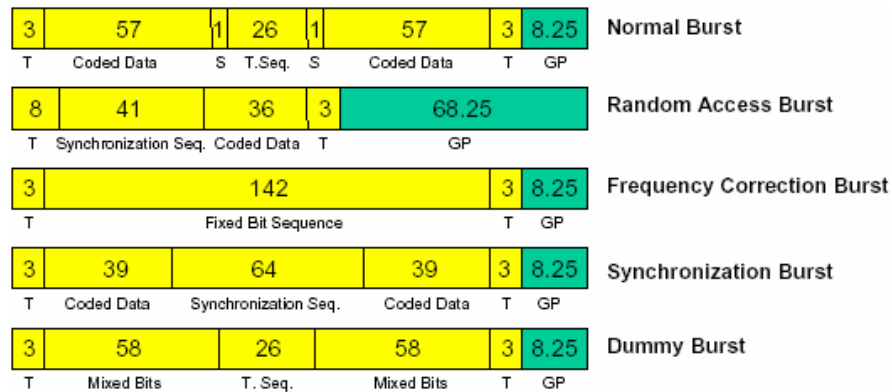 3 57 1 26 1 57 3 8.25 Normal Burst
T Coded Data S T.Seq. S Coded Data T GP
8 41 36 3 68.25 Random Access Burst
T Synchronization Seq. Coded Data T GP
3 142 3 8.25 Frequency Correction Burst
T Fixed Bit Sequence T GP
3 39 64 39 3 8.25 Synchronization Burst
T Coded Data Synchronization Seq. Coded Data T GP
3 58 26 58 3 8.25 Dummy Burst
T Mixed Bits T. Seq. Mixed Bits T GP